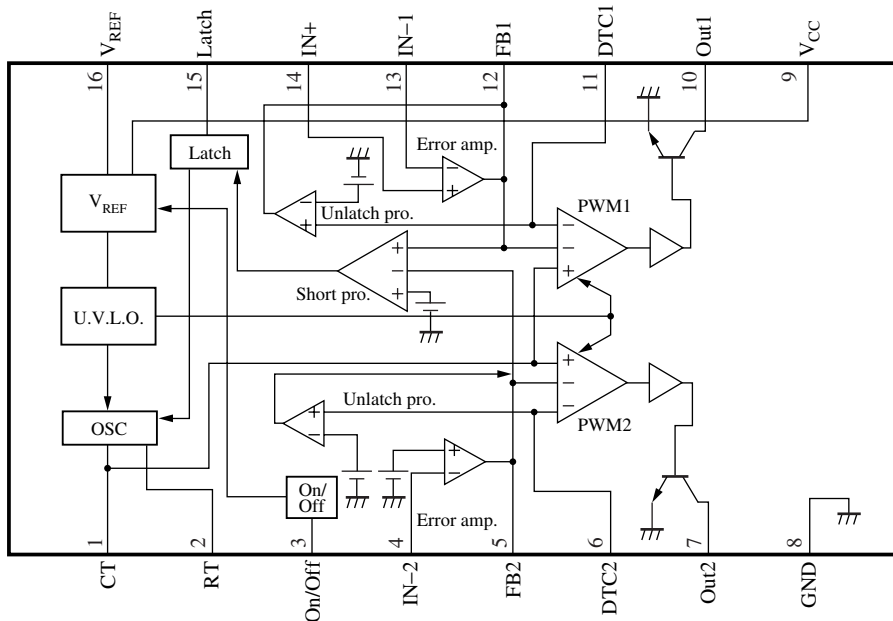 VREF
Latch
IN+
IN−1
FB1
DTC1
Out1
VCC
16
15
14
13
12
11
10
9
Latch
Error amp.
−
+
VREF
−
+
Unlatch pro.
PWM1
−
−
+
+
−
+
Short pro.
U.V.L.O.
+
−
−
PWM2
Unlatch pro.
+
−
OSC
+
−
On/
Off
Error amp.
1
2
3
4
5
6
7
8
CT
RT
On/Off
IN−2
FB2
DTC2
Out2
GND